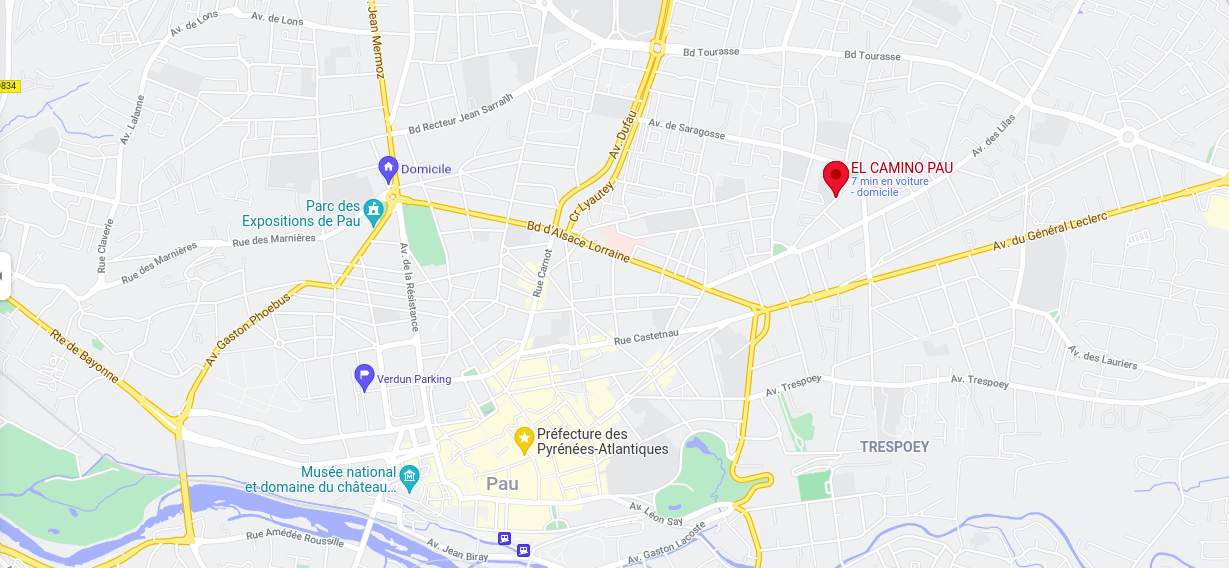 Av. de Lons
Av. de Lons
Jean Mermoz
Bd Tourasse
Bd Tourasse
834
Av. Lalanne
Bd Recteur Jean Sarrailh
Av. Dufau
Av. de Saragosse
Av. des Lilas
Domicile
EL CAMINO PAU
7 min en voiture
- domicile
Parc des
Expositions de Pau
Cr Lyautey
Rue Claverie
Rue des Marnières
Rue des Marnières
Bd d'Alsace Lorraine
Av. du Général Leclerc
Av. de la Résistance
Rue Carnot
Av. Gaston Phoebus
Rte de Bayonne
Rue Castetnau
Av. des Lauriers
Verdun Parking
Av. Trespoey
Av. Trespoey
Préfecture des
Pyrénées-Atlantiques
TRESPOEY
Musée national
et domaine du château...
Pau
Av. Léon Say
Rue Amédée Roussille
Av. Jean Biray
Av. Gaston Lacoste